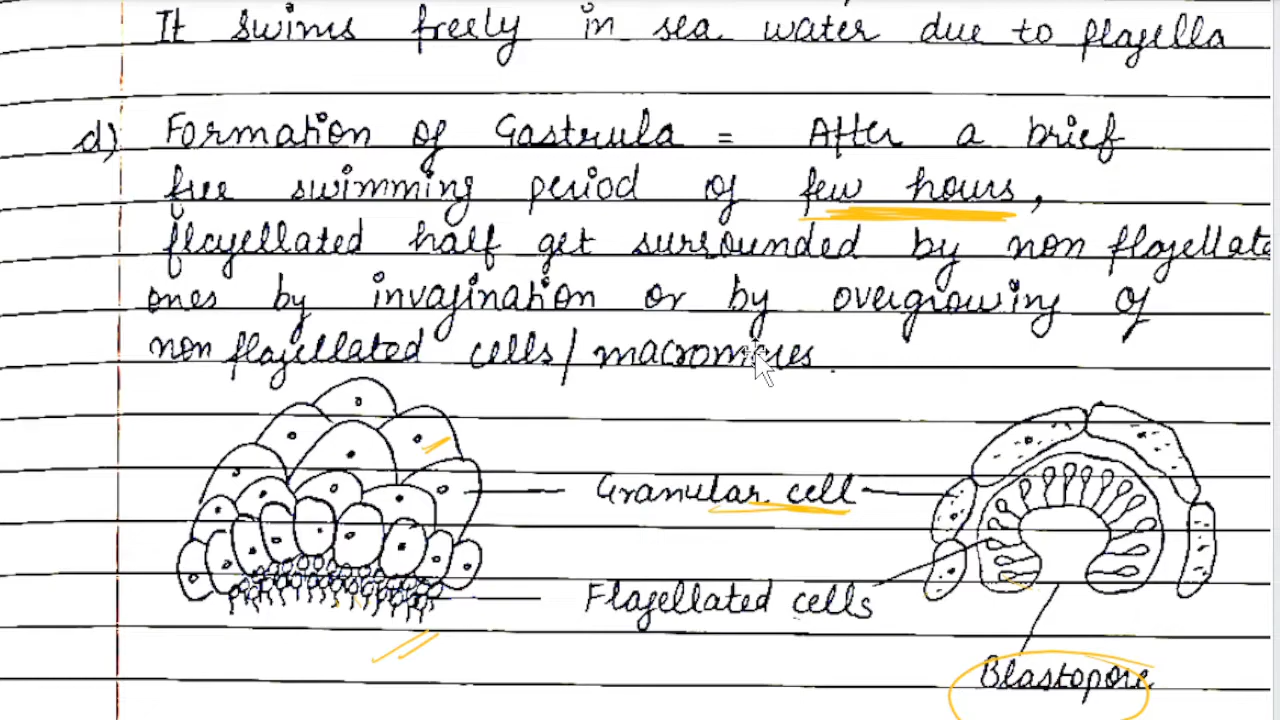 It swims freely in sea water due to flagella
d) Formation of Gastrula = After a brief
free swimming period of few hours,
flagellated half get surrounded by non flagellate
ones by invagination or by overgrowing of
non flagellated cells/macromeres.
Granular cell
Flagellated cells
Blastopore